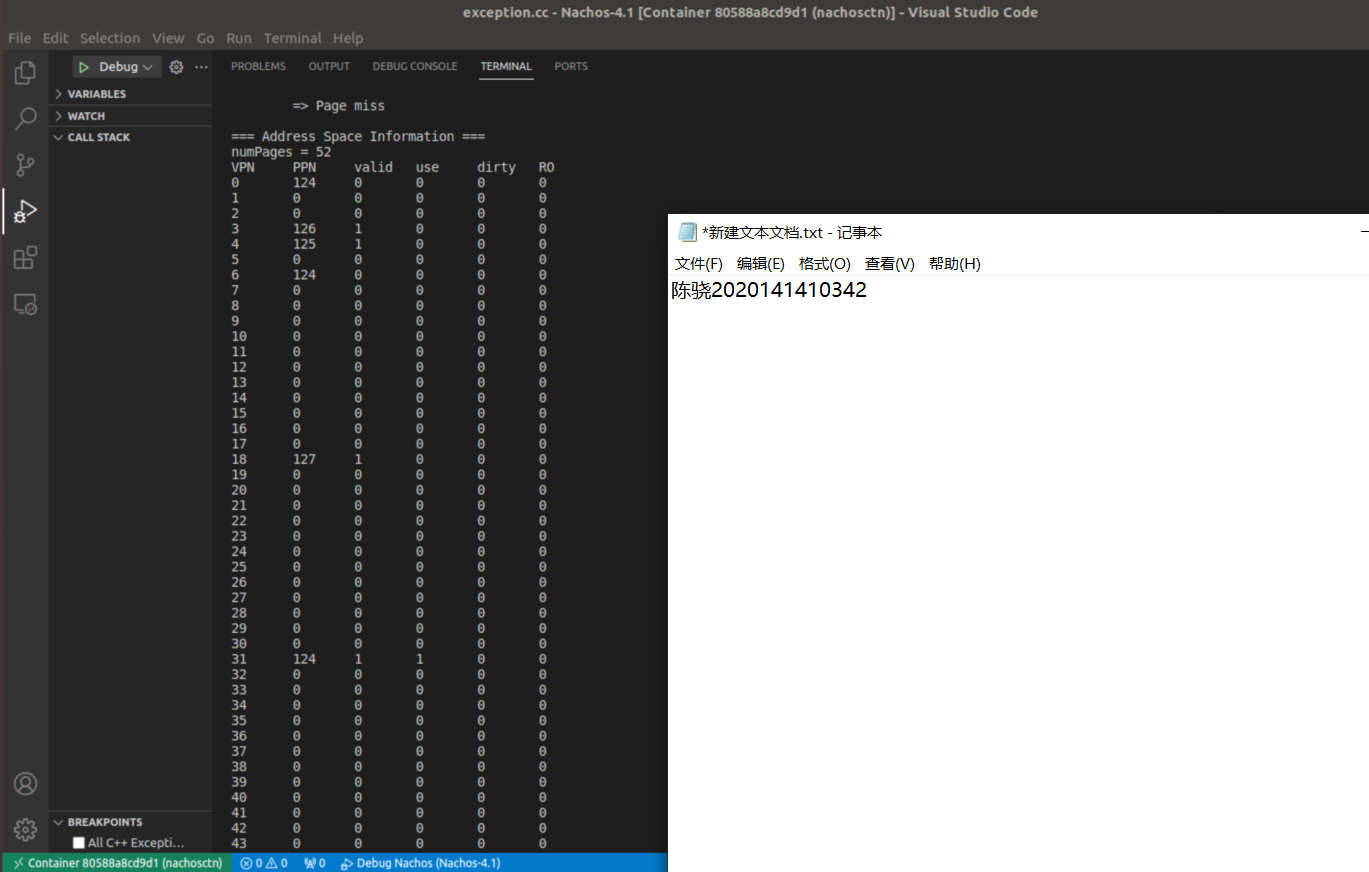 exception.cc - Nachos-4.1 [Container 80588a8cd9d1 (nachosctn)] - Visual Studio Code
File Edit Selection View Go Run Terminal Help
Debug
PROBLEMS OUTPUT DEBUG CONSOLE TERMINAL PORTS
VARIABLES
WATCH
CALL STACK
=> Page miss
=== Address Space Information ===
numPages = 52
VPN PPN valid use dirty RO
0 124 0 0 0 0
1 0 0 0 0 0
2 0 0 0 0 0
3 126 1 0 0 0
4 125 1 0 0 0
5 0 0 0 0 0
6 124 0 0 0 0
7 0 0 0 0 0
8 0 0 0 0 0
9 0 0 0 0 0
10 0 0 0 0 0
11 0 0 0 0 0
12 0 0 0 0 0
13 0 0 0 0 0
14 0 0 0 0 0
15 0 0 0 0 0
16 0 0 0 0 0
17 0 0 0 0 0
18 127 1 0 0 0
19 0 0 0 0 0
20 0 0 0 0 0
21 0 0 0 0 0
22 0 0 0 0 0
23 0 0 0 0 0
24 0 0 0 0 0
25 0 0 0 0 0
26 0 0 0 0 0
27 0 0 0 0 0
28 0 0 0 0 0
29 0 0 0 0 0
30 0 0 0 0 0
31 124 1 1 0 0
32 0 0 0 0 0
33 0 0 0 0 0
34 0 0 0 0 0
35 0 0 0 0 0
36 0 0 0 0 0
37 0 0 0 0 0
38 0 0 0 0 0
39 0 0 0 0 0
40 0 0 0 0 0
41 0 0 0 0 0
42 0 0 0 0 0
43 0 0 0 0 0
BREAKPOINTS
All C++ Excepti...
Container 80588a8cd9d1 (nachosctn) 0 0 0 Debug Nachos (Nachos-4.1)
*新建文本文档.txt - 记事本
文件(F) 编辑(E) 格式(O) 查看(V) 帮助(H)
陈骁2020141410342